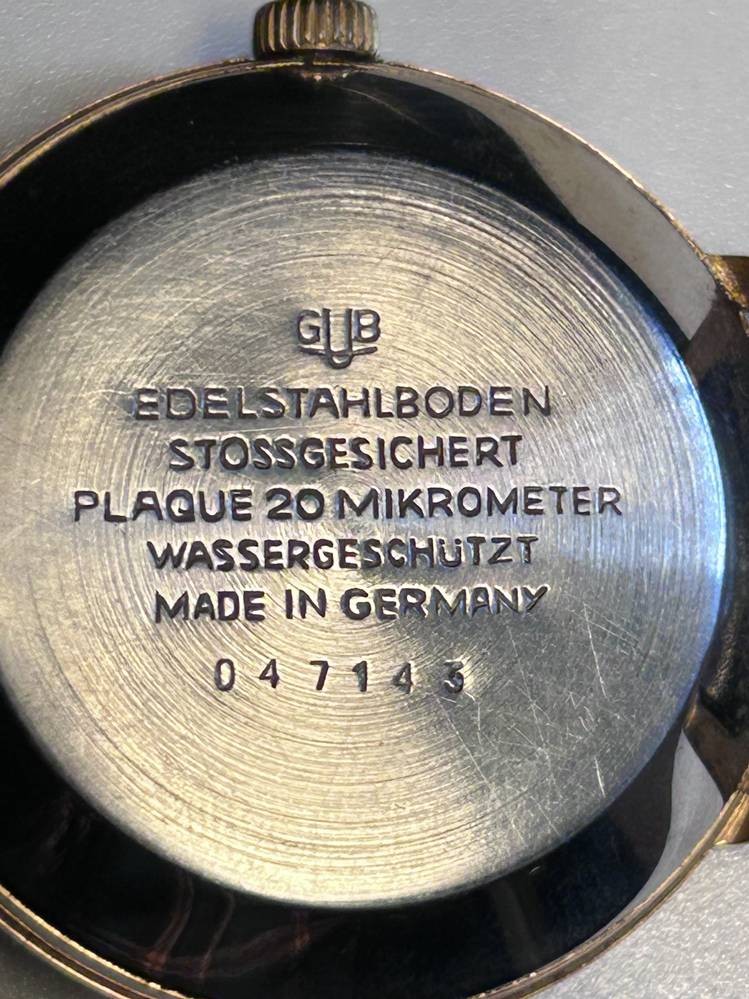 GUB
EDELSTAHLBODEN
STOSSGESICHERT
PLAQUE 20 MIKROMETER
WASSERGESCHÜTZT
MADE IN GERMANY
047143